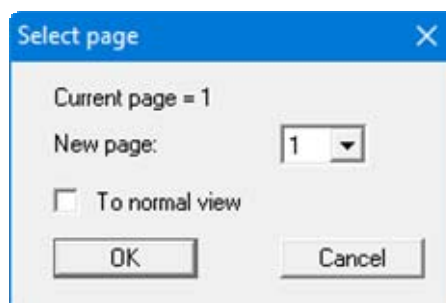 Select page
Current page = 1
New page: 1
To normal view
OK Cancel